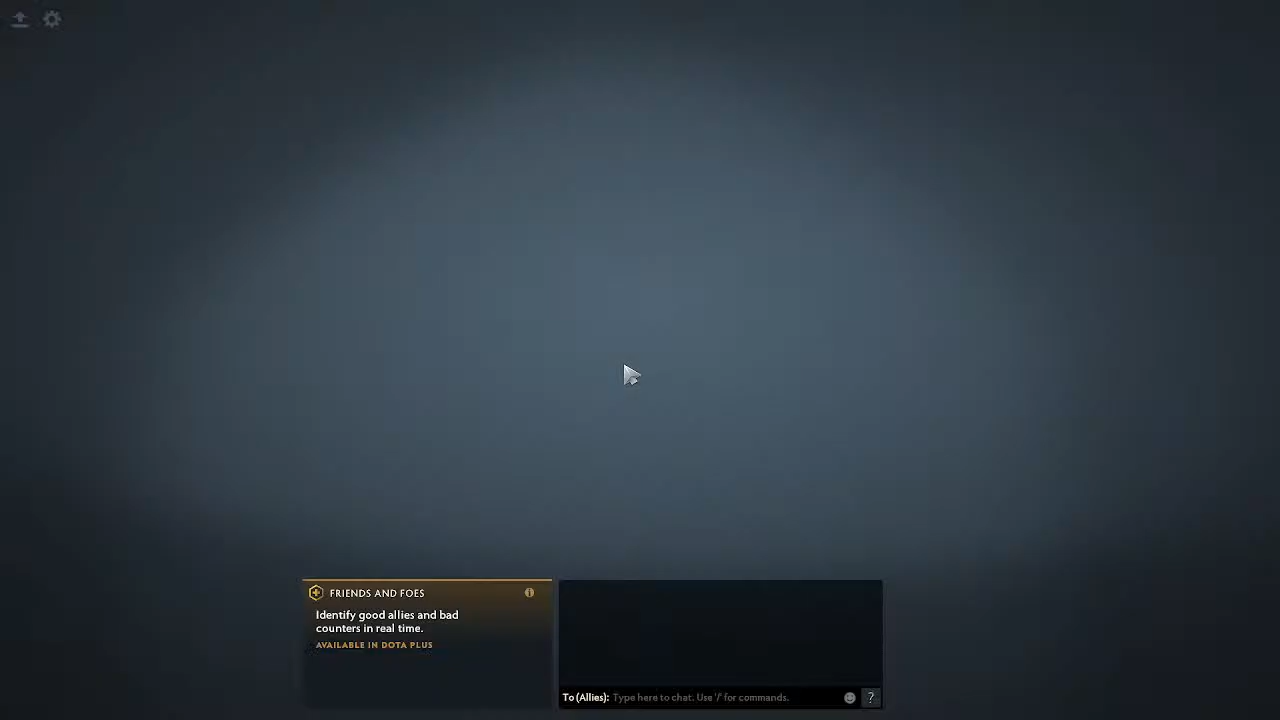 FRIENDS AND FOES
Identify good allies and bad
counters in real time.
AVAILABLE IN DOTA PLUS
To (Allies): Type here to chat. Use '/' for commands.
?